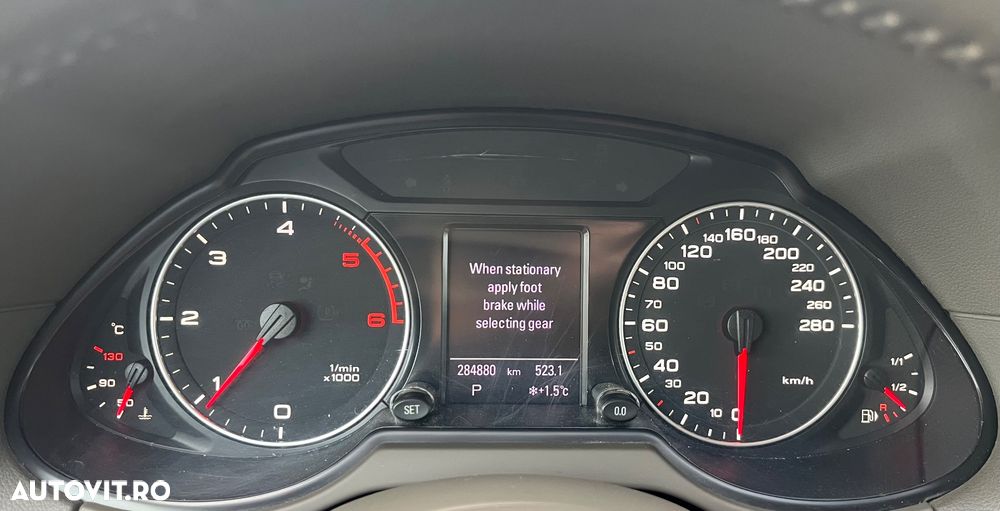 When stationary
apply foot
brake while
selecting gear
284880 km 523.1
P ❄+1.5°C
°C
130
90
50
0
1
2
3
4
5
6
1/min
x1000
SET
0.0
0
10
20
30
40
50
60
70
80
100
120
140
160
180
200
220
240
260
280
km/h
1/1
1/2
R
AUTOVIT.RO